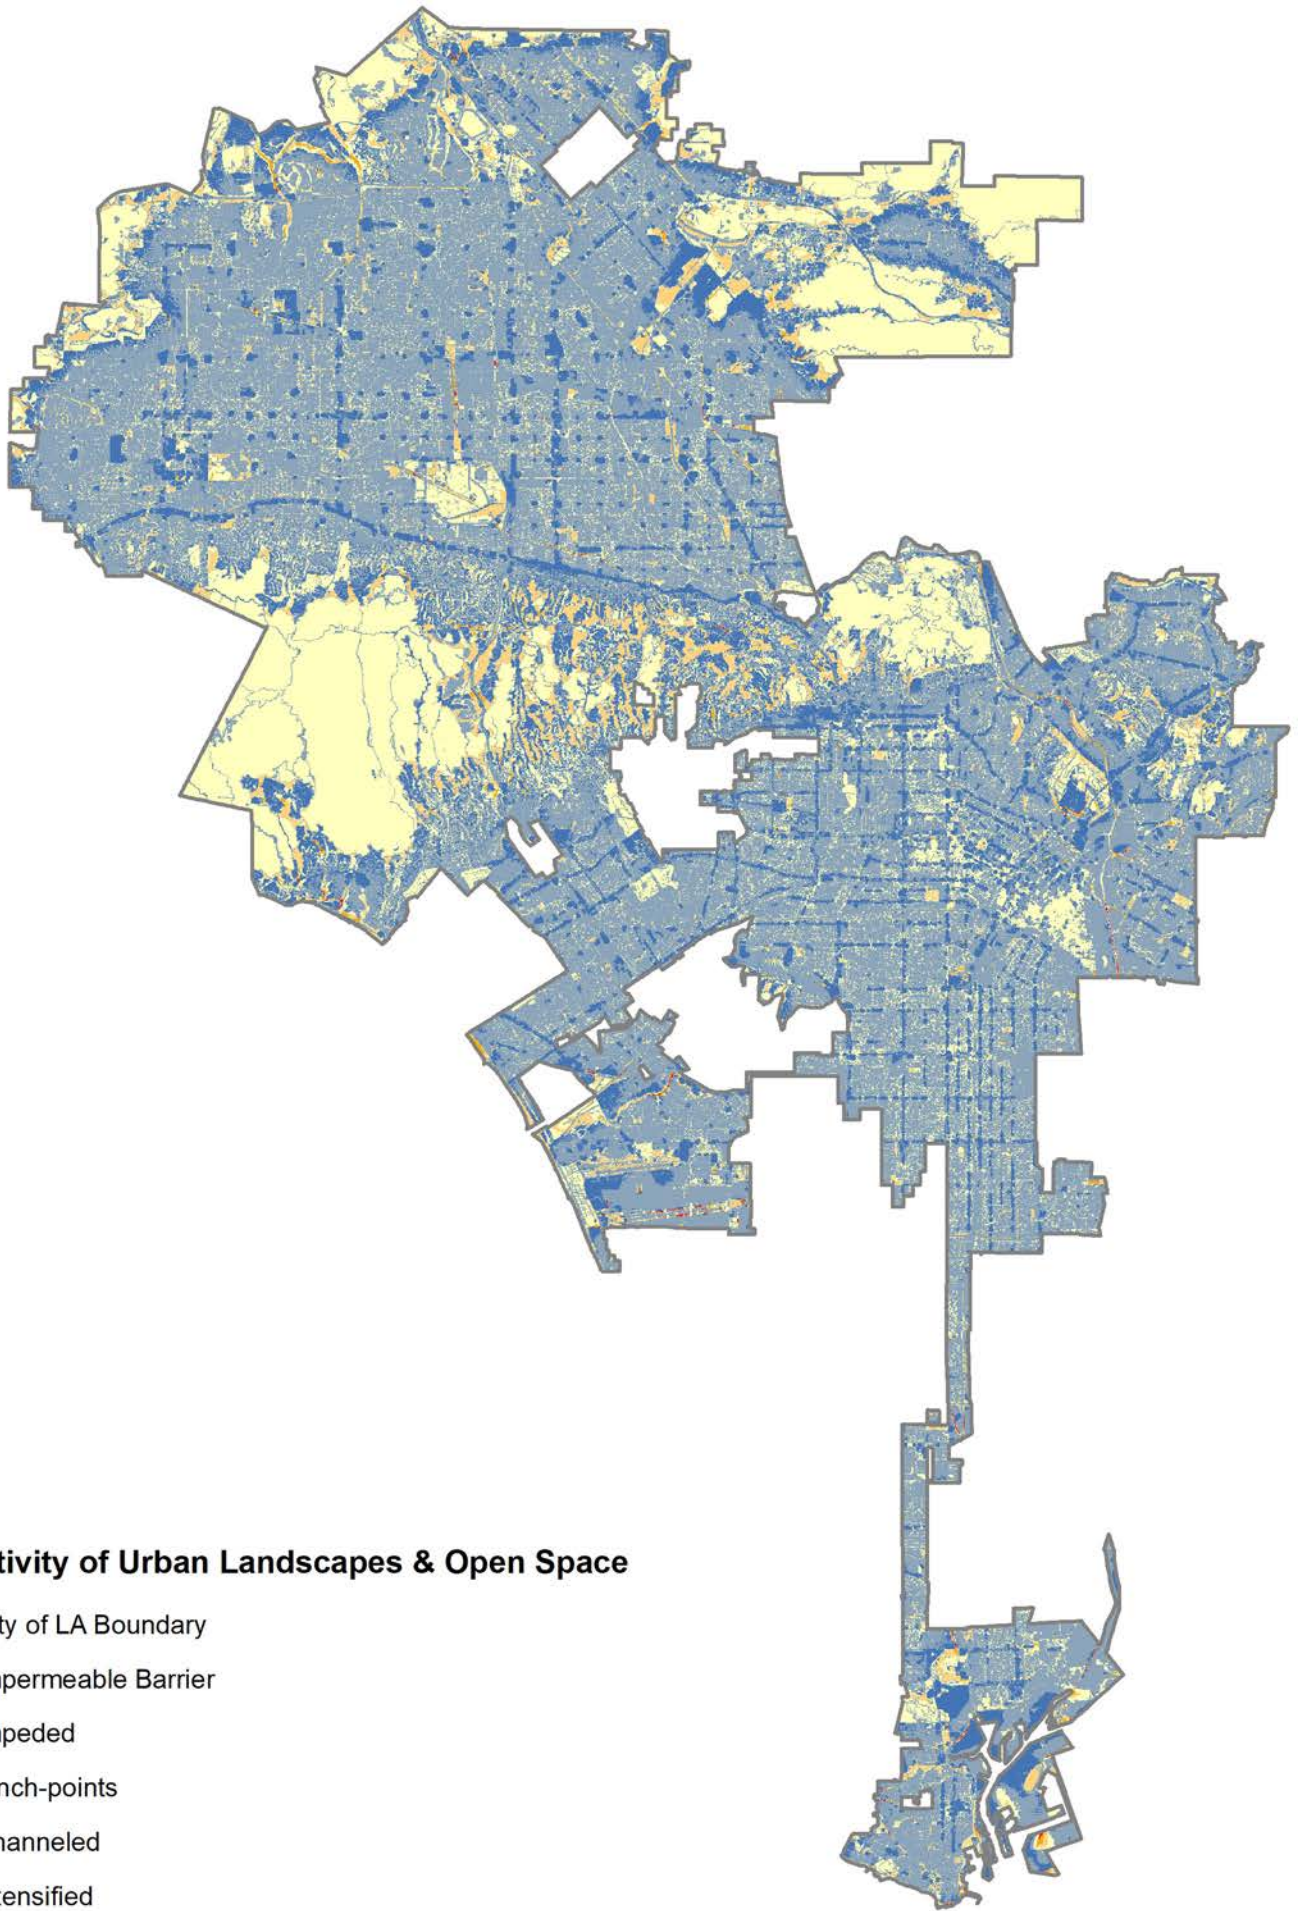 tivity of Urban Landscapes & Open Space
ty of LA Boundary
npermeable Barrier
npeded
nch-points
hanneled
tensified